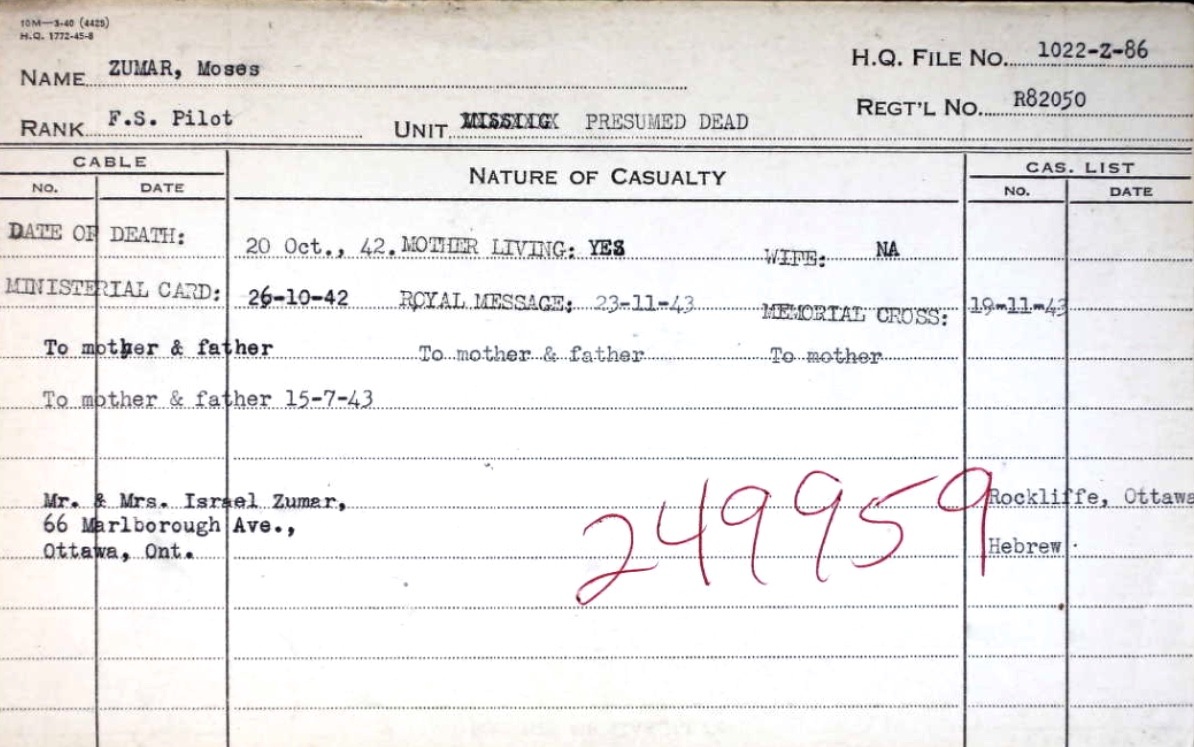 10M—3-40 (4425)
H.Q. 1772-45-8
NAME ZUMAR, Moses
H.Q. FILE NO. 1022-Z-86
RANK F.S. Pilot
UNIT PRESUMED DEAD
REGT'L NO. R82050
CABLE
NATURE OF CASUALTY
CAS. LIST
NO. DATE
NO. DATE
DATE OF DEATH: 20 Oct., 42. MOTHER LIVING: YES WIFE: NA
MINISTERIAL CARD: 26-10-42 ROYAL MESSAGE: 23-11-43 MEMORIAL CROSS: 19-11-43
To mother & father To mother & father To mother
To mother & father 15-7-43
249959
Mr. & Mrs. Israel Zumar, Rockliffe, Ottawa
66 Marlborough Ave.,
Ottawa, Ont. Hebrew